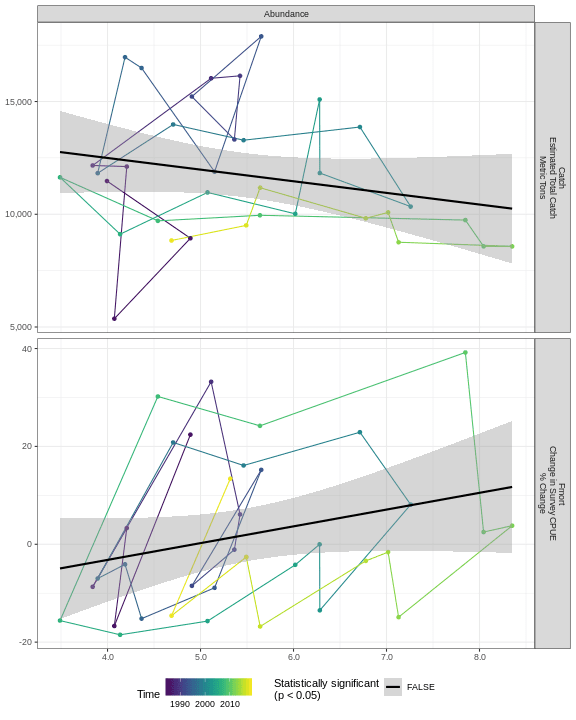 Abundance
15,000
10,000
5,000
Catch
Estimated Total Catch
Metric Tons
40
20
0
-20
Fmort
Change in Survey CPUE
% Change
4.0 5.0 6.0 7.0 8.0
Time
1990 2000 2010
Statistically significant
(p < 0.05)
FALSE